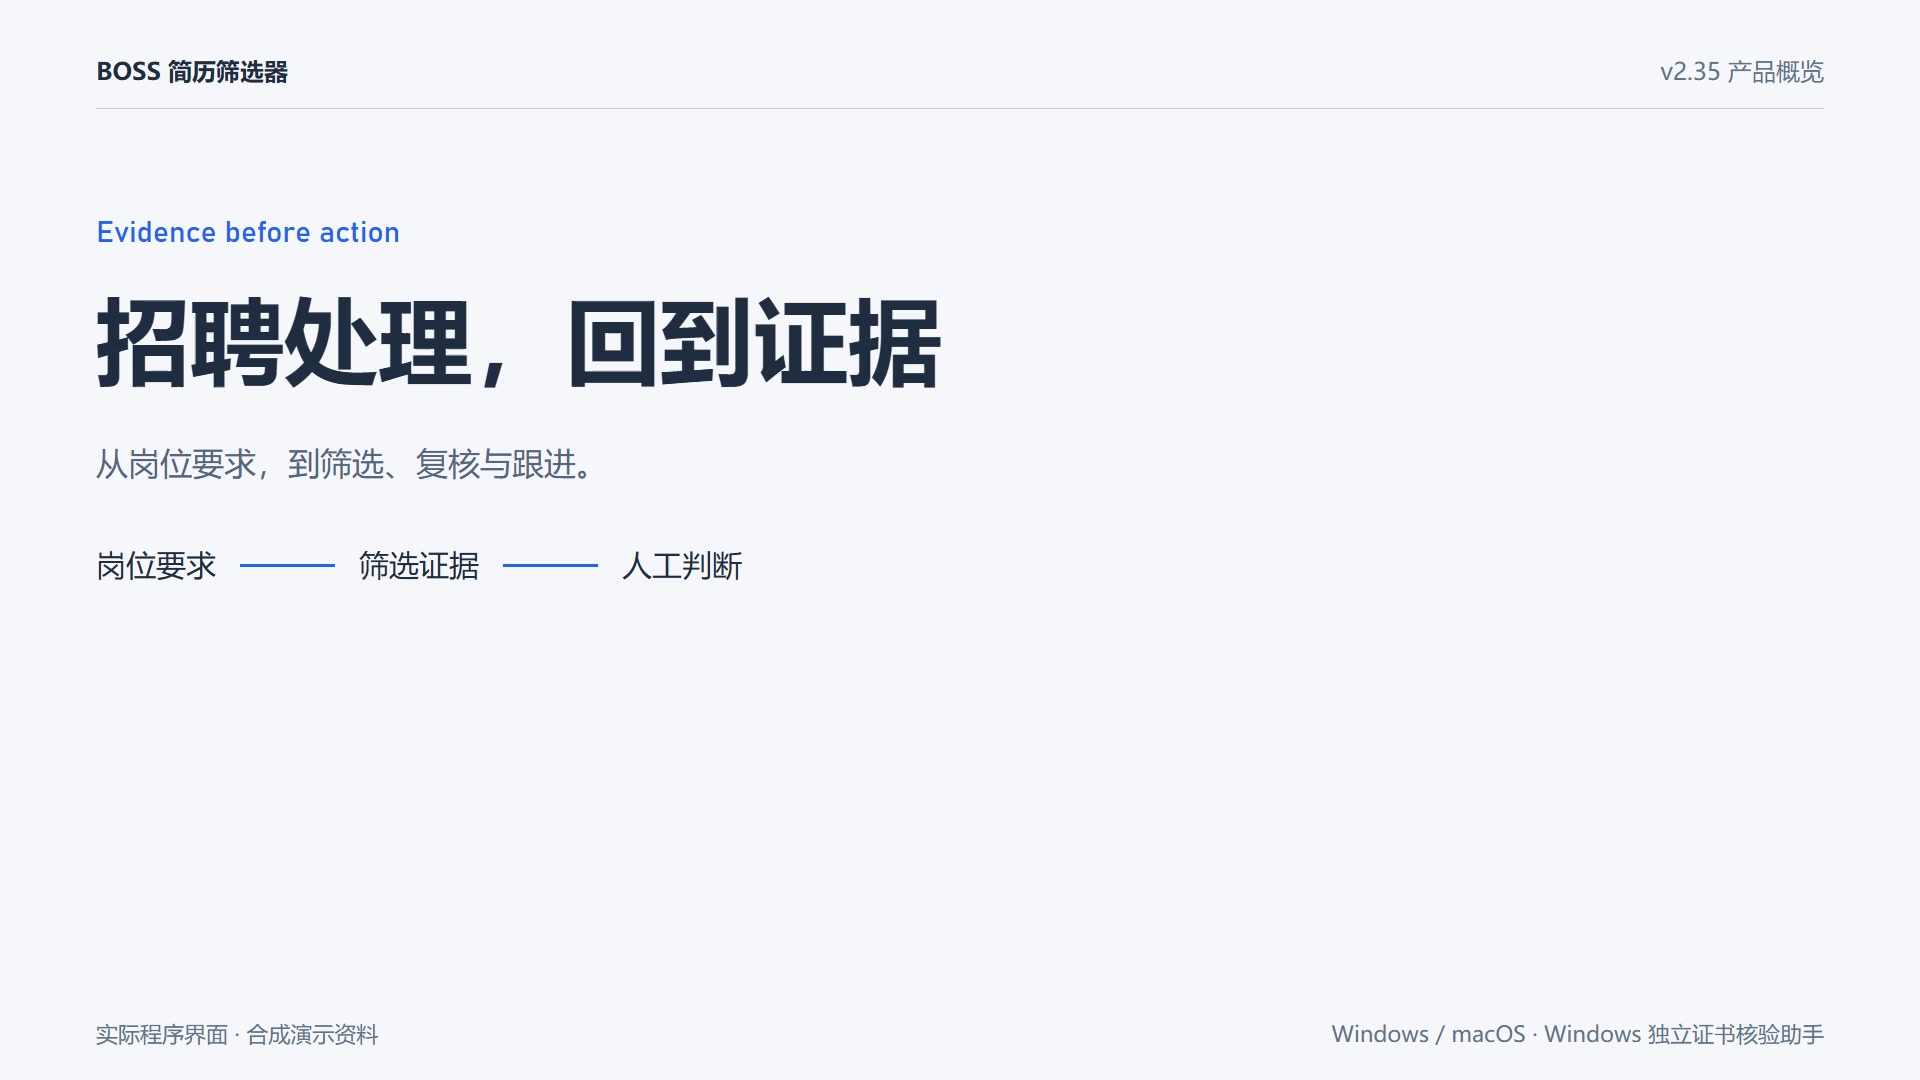 BOSS 简历筛选器
v2.35 产品概览
Evidence before action
招聘处理，回到证据
从岗位要求，到筛选、复核与跟进。
岗位要求 筛选证据 人工判断
实际程序界面 · 合成演示资料
Windows / macOS · Windows 独立证书核验助手